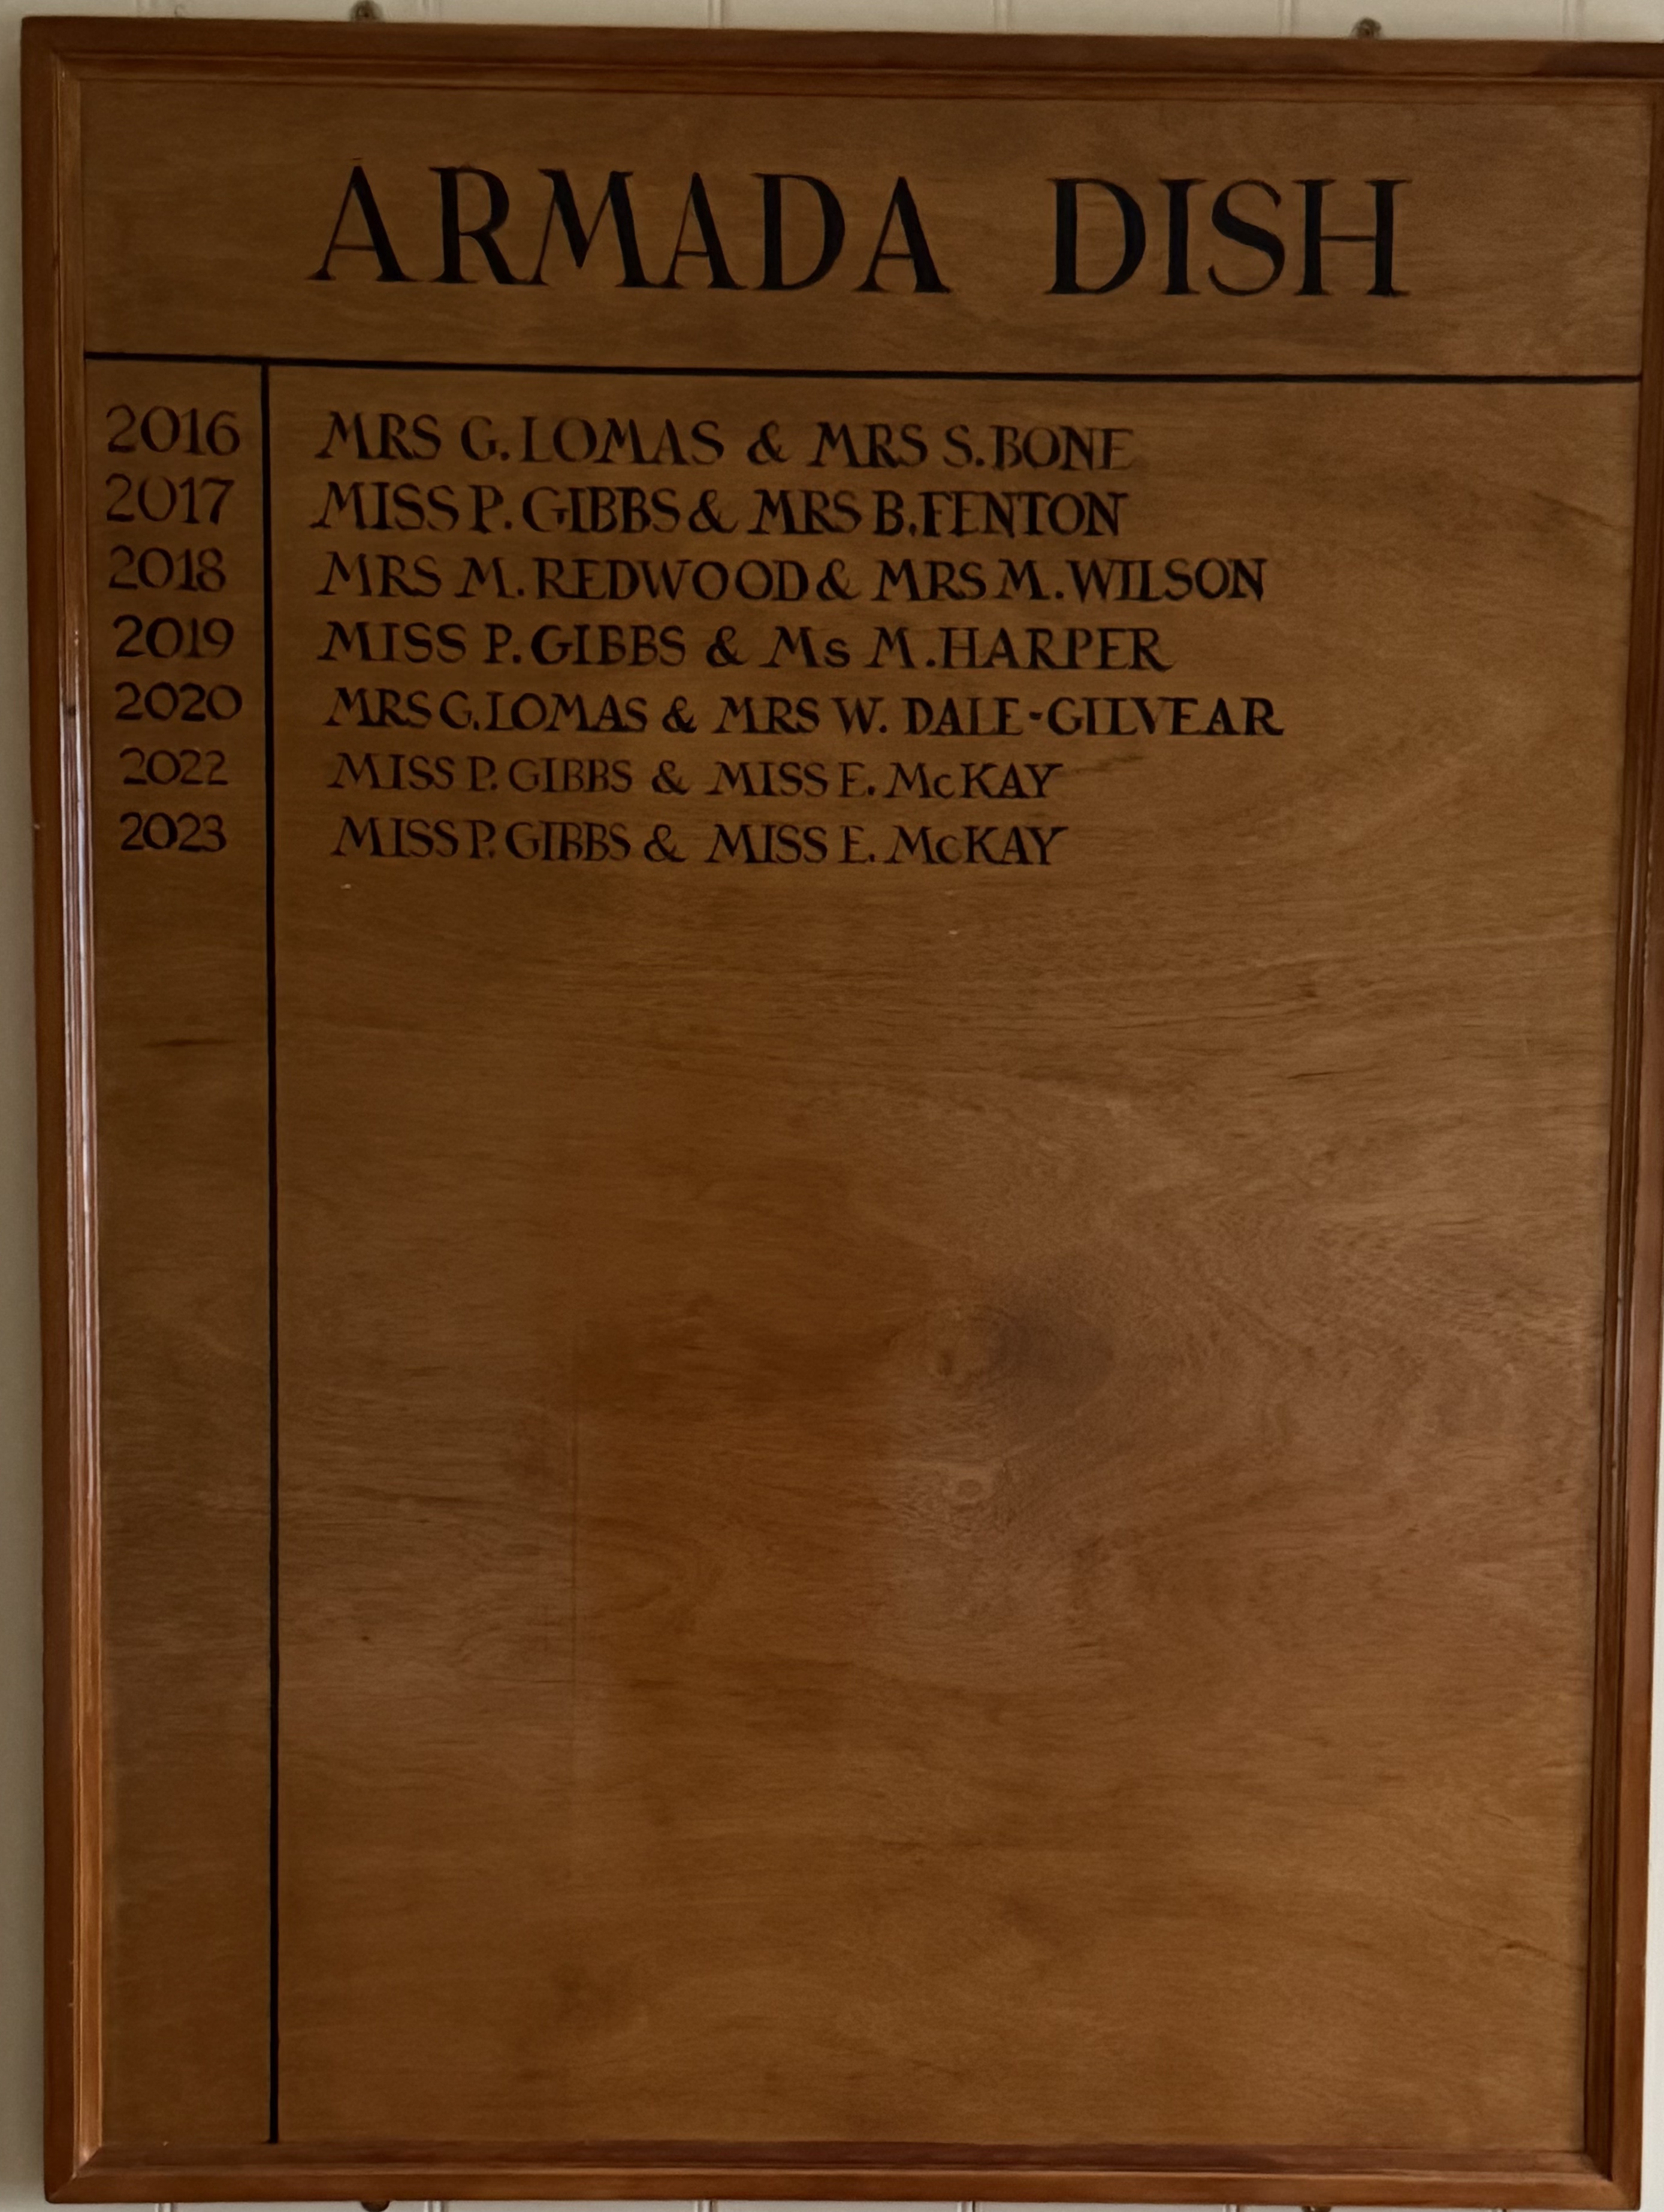 ARMADA DISH
2016 MRS G. LOMAS & MRS S. BONE
2017 MISS P. GIBBS & MRS B. FENTON
2018 MRS M. REDWOOD & MRS M. WILSON
2019 MISS P. GIBBS & Ms M. HARPER
2020 MRS G. LOMAS & MRS W. DALE-GILVEAR
2022 MISS P. GIBBS & MISS E. McKAY
2023 MISS P. GIBBS & MISS E. McKAY